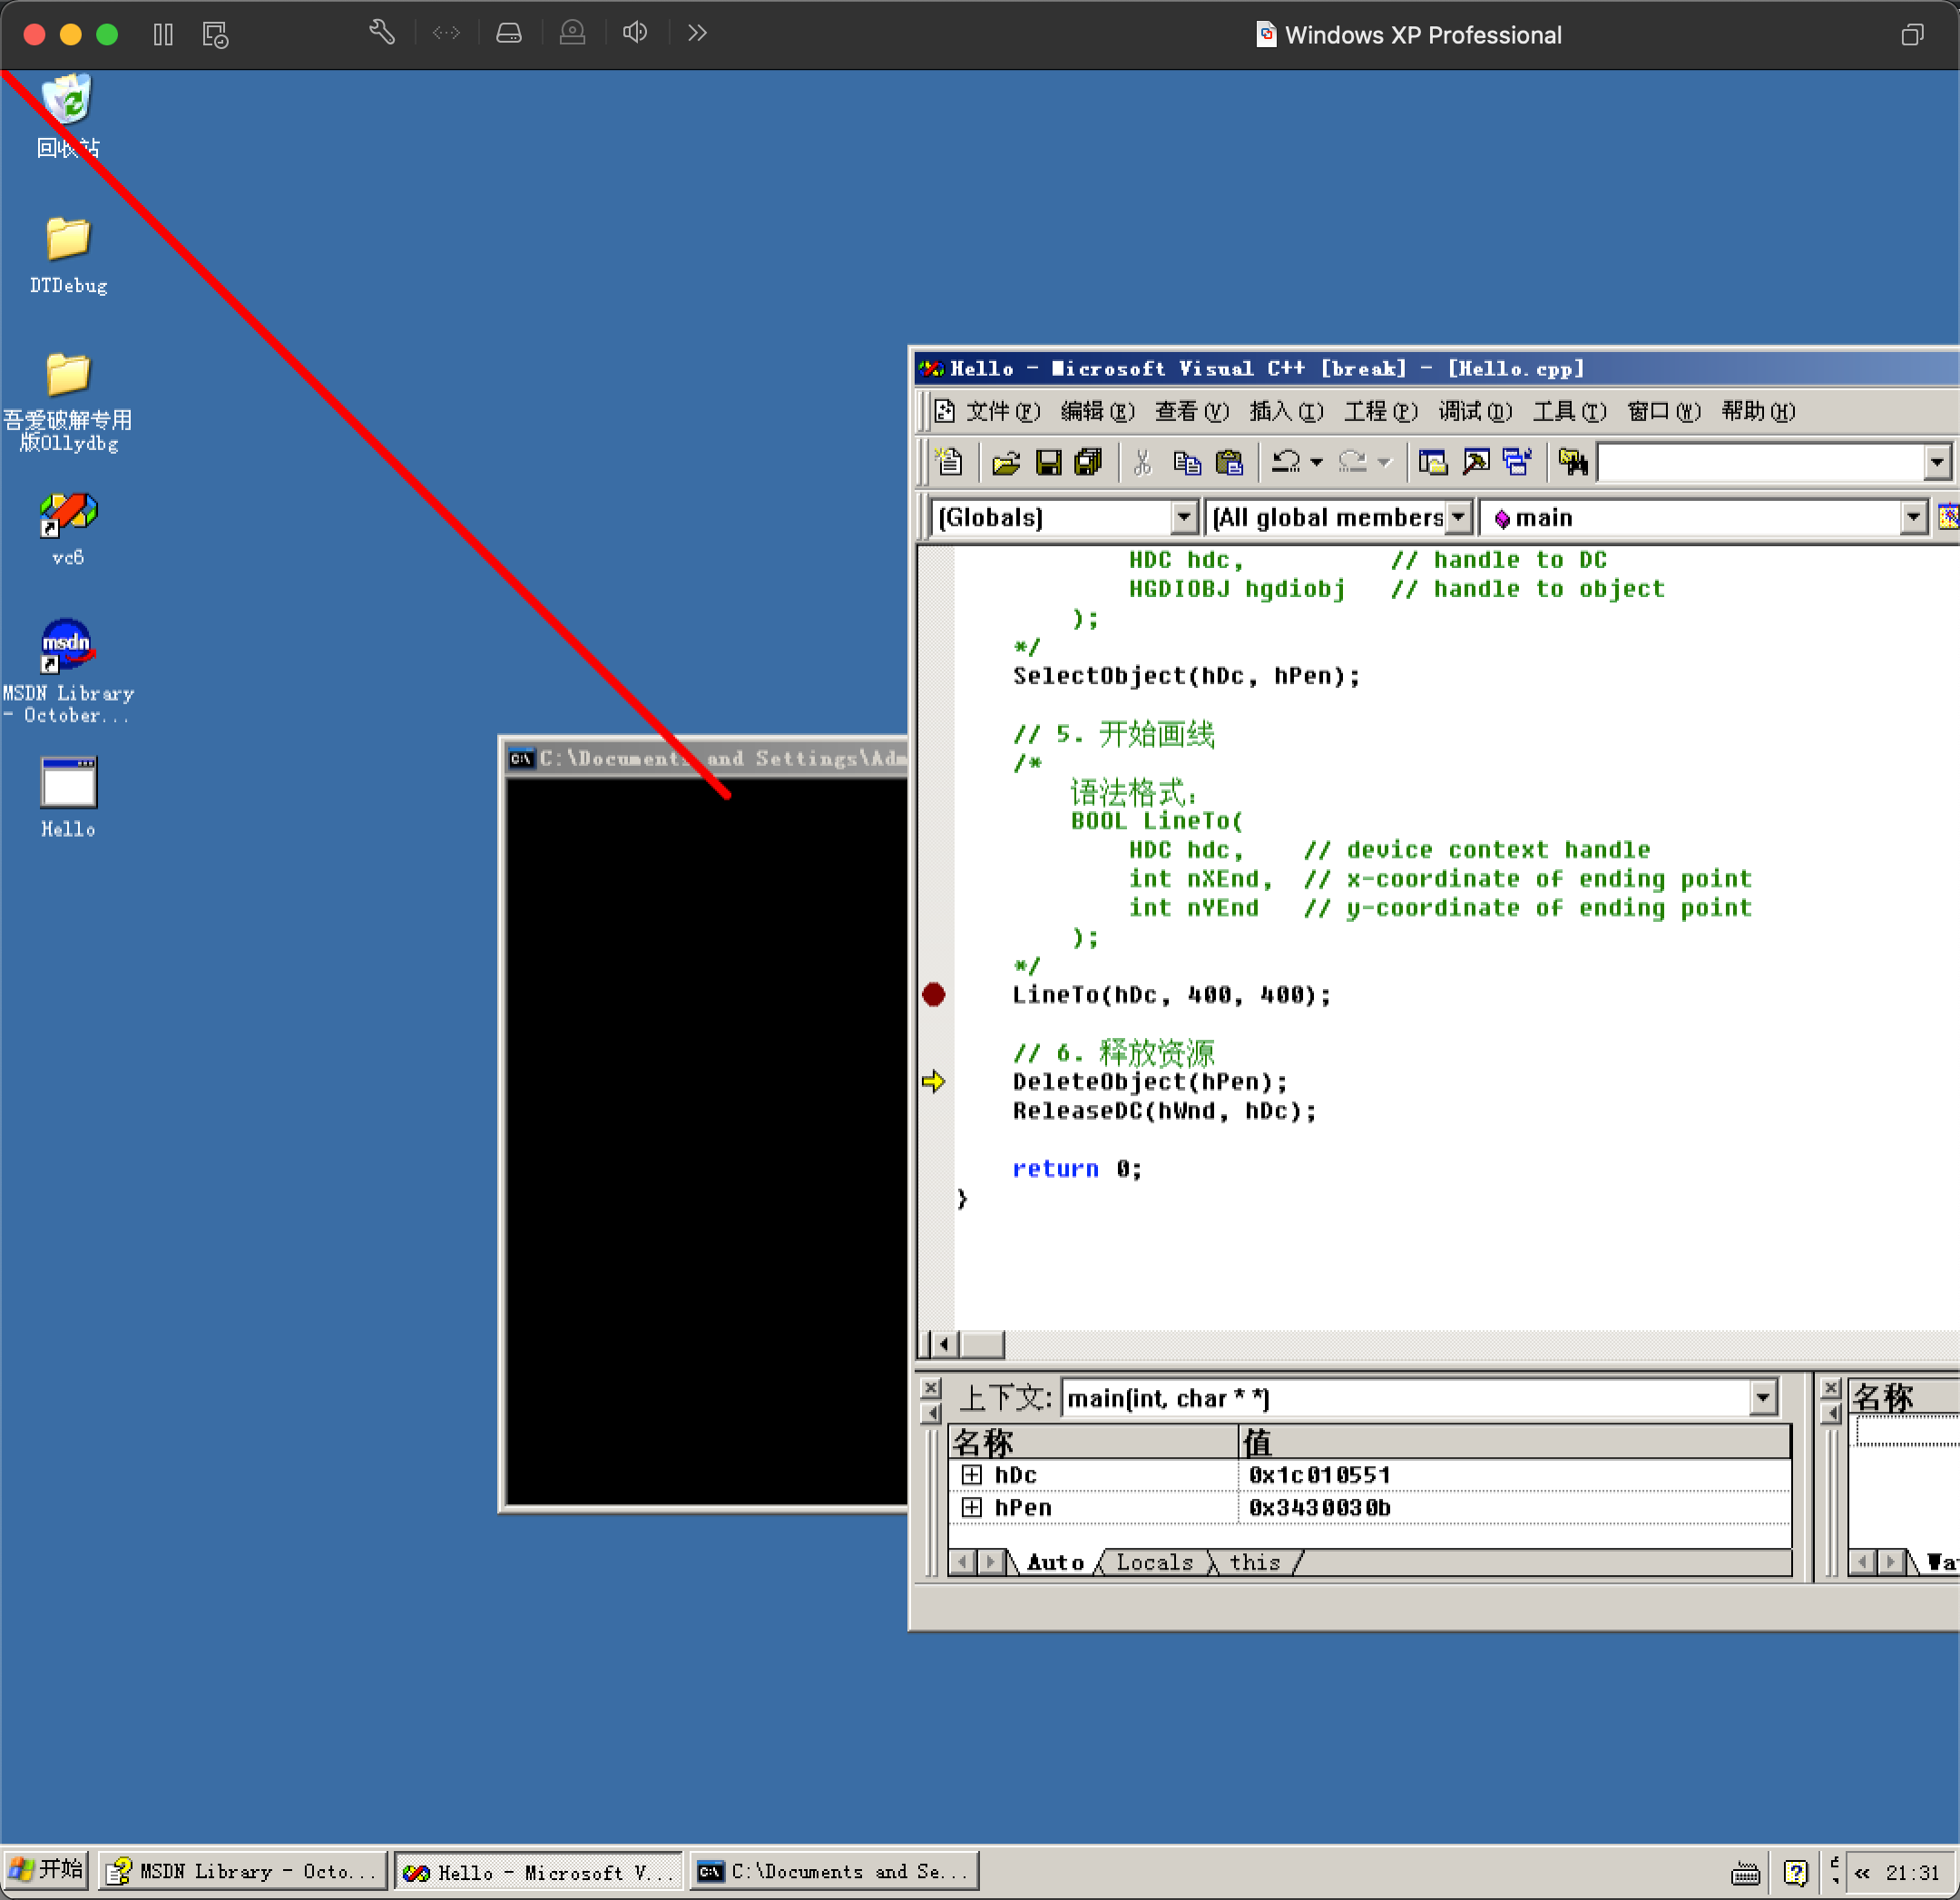 Windows XP Professional
回收站
DTDebug
吾爱破解专用
版Ollydbg
vc6
msdn
MSDN Library
- October...
Hello
C:\Documents and Settings\Adm
Hello - Microsoft Visual C++ [break] - [Hello.cpp]
文件(F) 编辑(E) 查看(V) 插入(I) 工程(P) 调试(D) 工具(T) 窗口(W) 帮助(H)
(Globals) (All global members main
HDC hdc, // handle to DC
HGDIOBJ hgdiobj // handle to object
);
*/
SelectObject(hDc, hPen);
// 5. 开始画线
/*
语法格式:
BOOL LineTo(
HDC hdc, // device context handle
int nXEnd, // x-coordinate of ending point
int nYEnd // y-coordinate of ending point
);
*/
LineTo(hDc, 400, 400);
// 6. 释放资源
DeleteObject(hPen);
ReleaseDC(hWnd, hDc);
return 0;
}
上下文: main(int, char * *)
名称 值
hDc 0x1c010551
hPen 0x3430030b
Auto Locals this
名称
Wa
开始 MSDN Library - Octo... Hello - Microsoft V... C:\Documents and Se... « 21:31